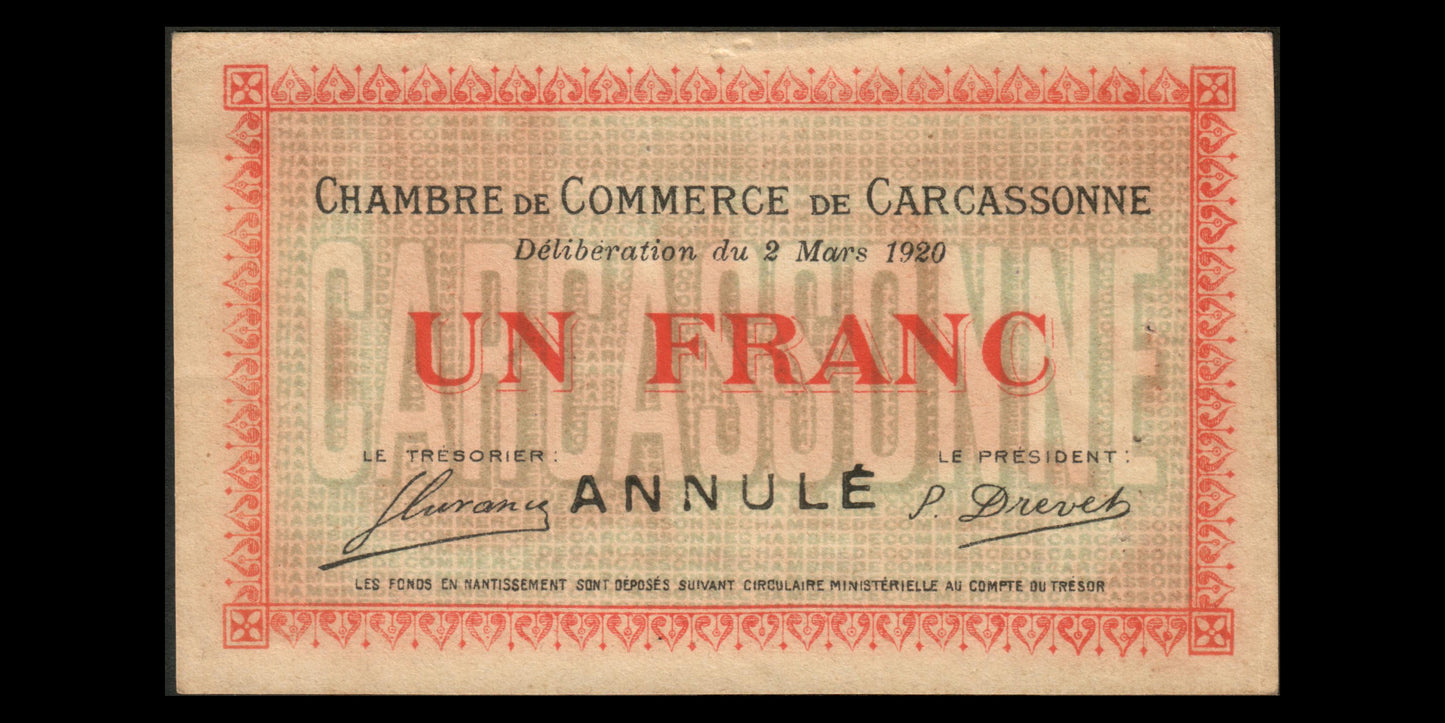 CHAMBRE DE COMMERCE DE CARCASSONNE
Délibération du 2 Mars 1920
CARCASSONNE
UN FRANC
LE TRÉSORIER: LE PRÉSIDENT:
ANNULÉ P. Drevet
LES FONDS EN NANTISSEMENT SONT DÉPOSÉS SUIVANT CIRCULAIRE MINISTÉRIELLE AU COMPTE DU TRÉSOR